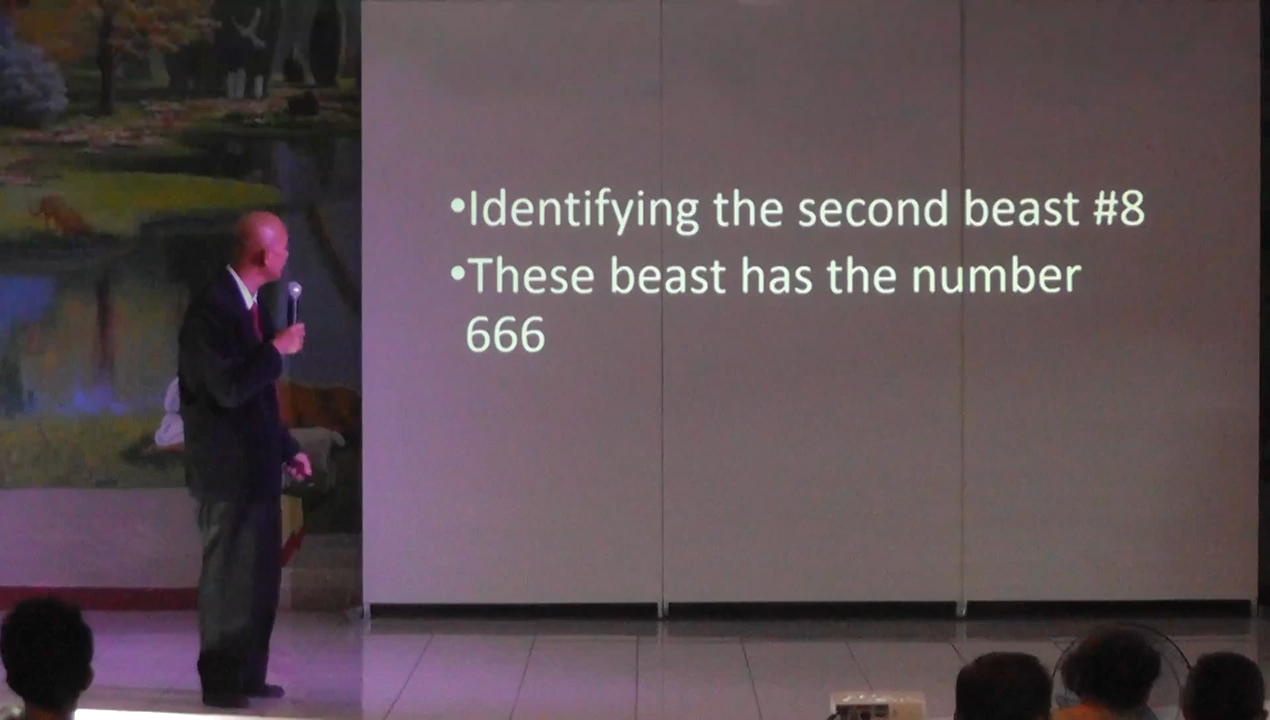 •Identifying the second beast #8
•These beast has the number
666